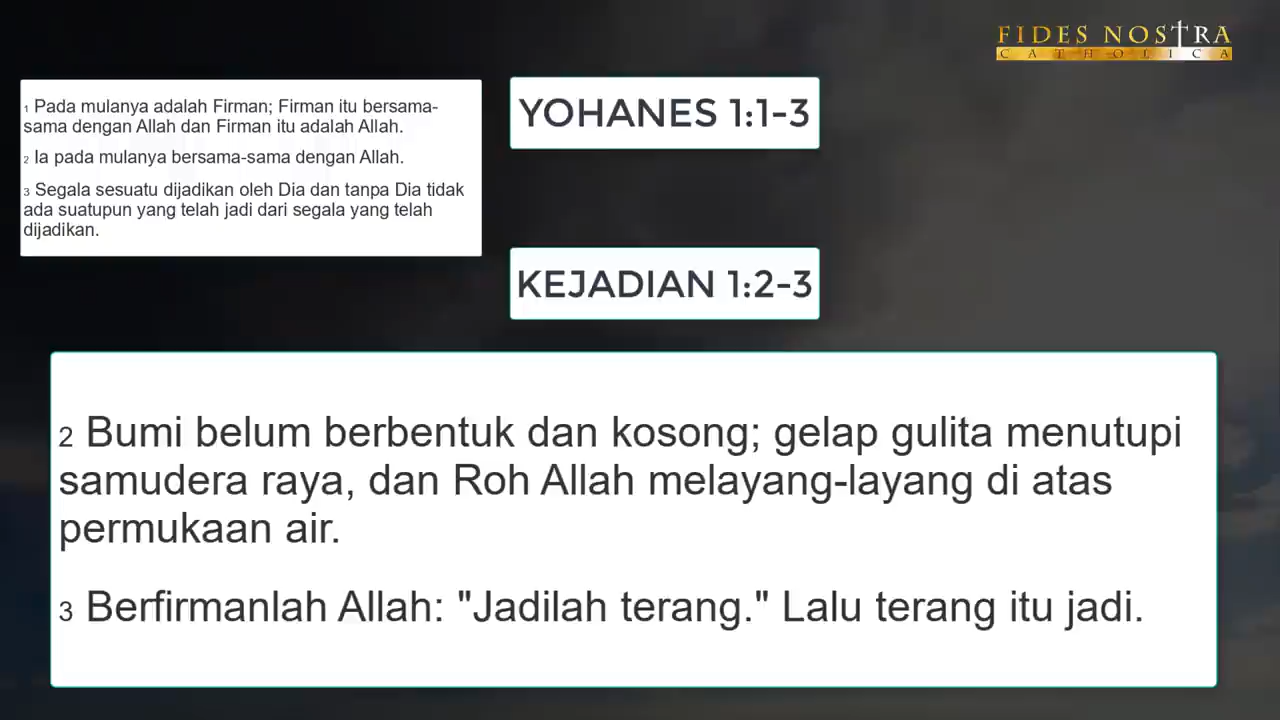 FIDES NOSTRA
CATHOLICA
1 Pada mulanya adalah Firman; Firman itu bersama-
sama dengan Allah dan Firman itu adalah Allah.
2 Ia pada mulanya bersama-sama dengan Allah.
3 Segala sesuatu dijadikan oleh Dia dan tanpa Dia tidak
ada suatupun yang telah jadi dari segala yang telah
dijadikan.
YOHANES 1:1-3
KEJADIAN 1:2-3
2 Bumi belum berbentuk dan kosong; gelap gulita menutupi
samudera raya, dan Roh Allah melayang-layang di atas
permukaan air.
3 Berfirmanlah Allah: "Jadilah terang." Lalu terang itu jadi.